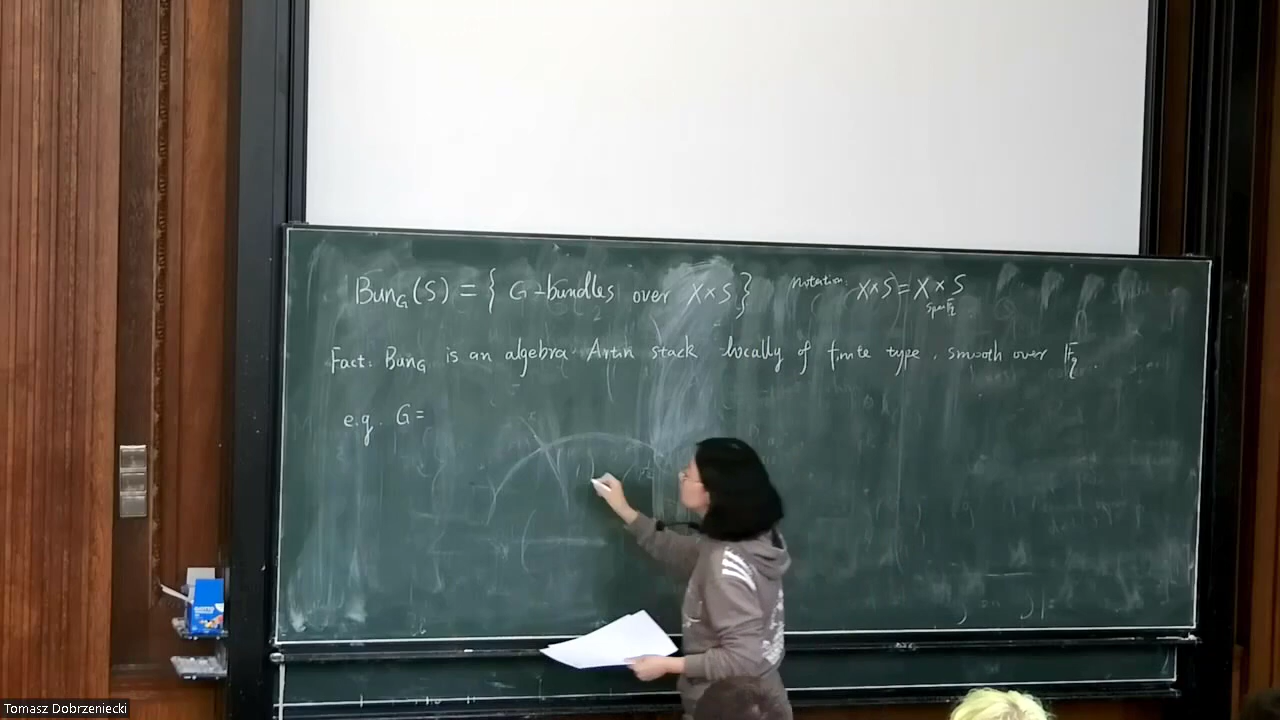 Bun_G(S) = { G-bundles over X×S } notation: X×S = X × S
Spec F_q
Fact: Bun_G is an algebra. Artin stack locally of finite type, smooth over F_q.
e.g. G =
Tomasz Dobrzeniecki